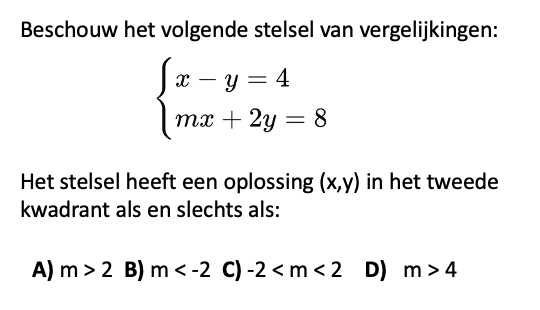 Beschouw het volgende stelsel van vergelijkingen:
x − y = 4
mx + 2y = 8
Het stelsel heeft een oplossing (x,y) in het tweede
kwadrant als en slechts als:
A) m > 2 B) m < -2 C) -2 < m < 2 D) m > 4